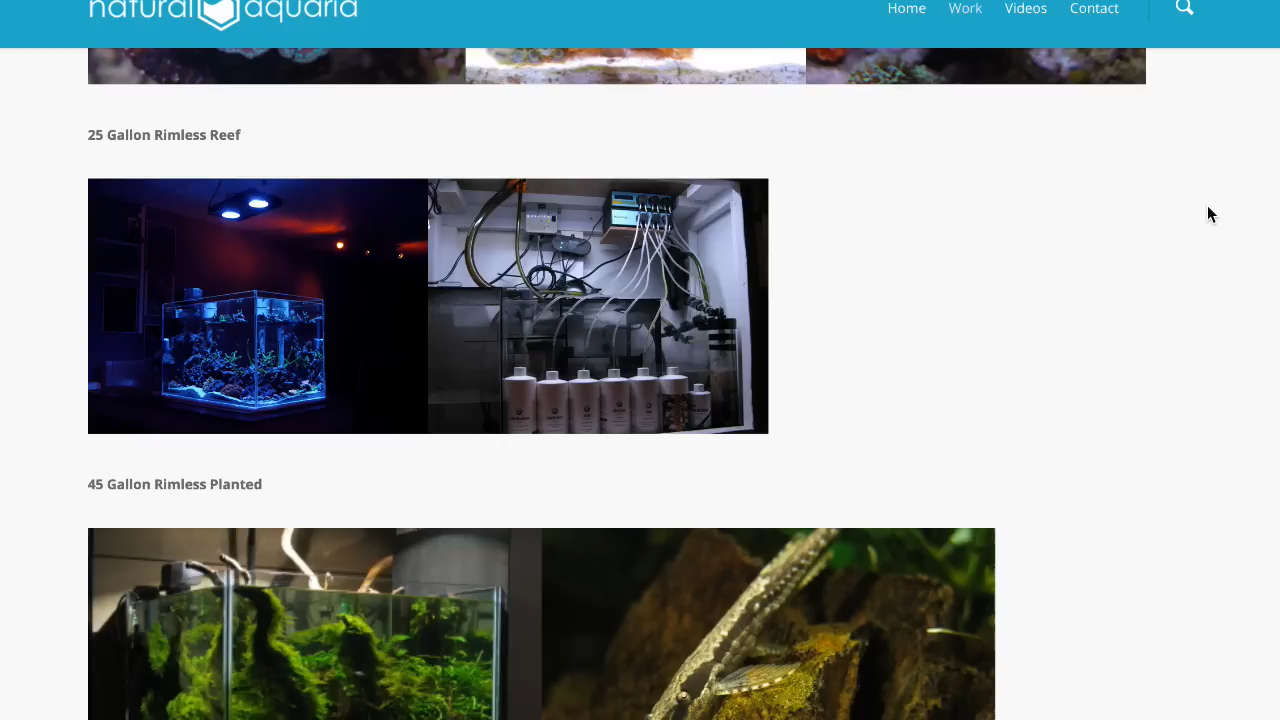 natural aquaria
Home Work Videos Contact
25 Gallon Rimless Reef
45 Gallon Rimless Planted